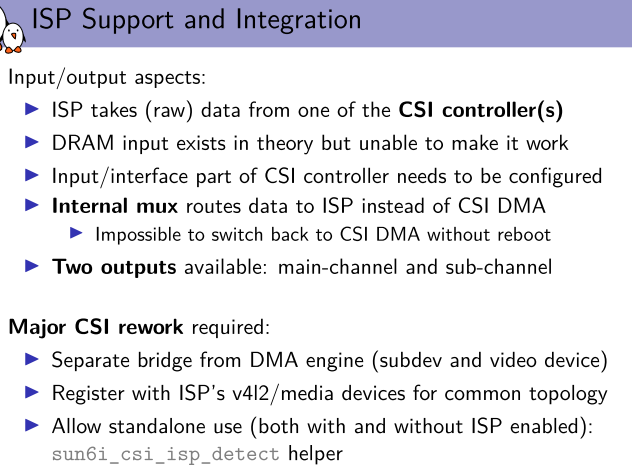 ISP Support and Integration
Input/output aspects:
ISP takes (raw) data from one of the CSI controller(s)
DRAM input exists in theory but unable to make it work
Input/interface part of CSI controller needs to be configured
Internal mux routes data to ISP instead of CSI DMA
Impossible to switch back to CSI DMA without reboot
Two outputs available: main-channel and sub-channel
Major CSI rework required:
Separate bridge from DMA engine (subdev and video device)
Register with ISP's v4l2/media devices for common topology
Allow standalone use (both with and without ISP enabled):
sun6i_csi_isp_detect helper